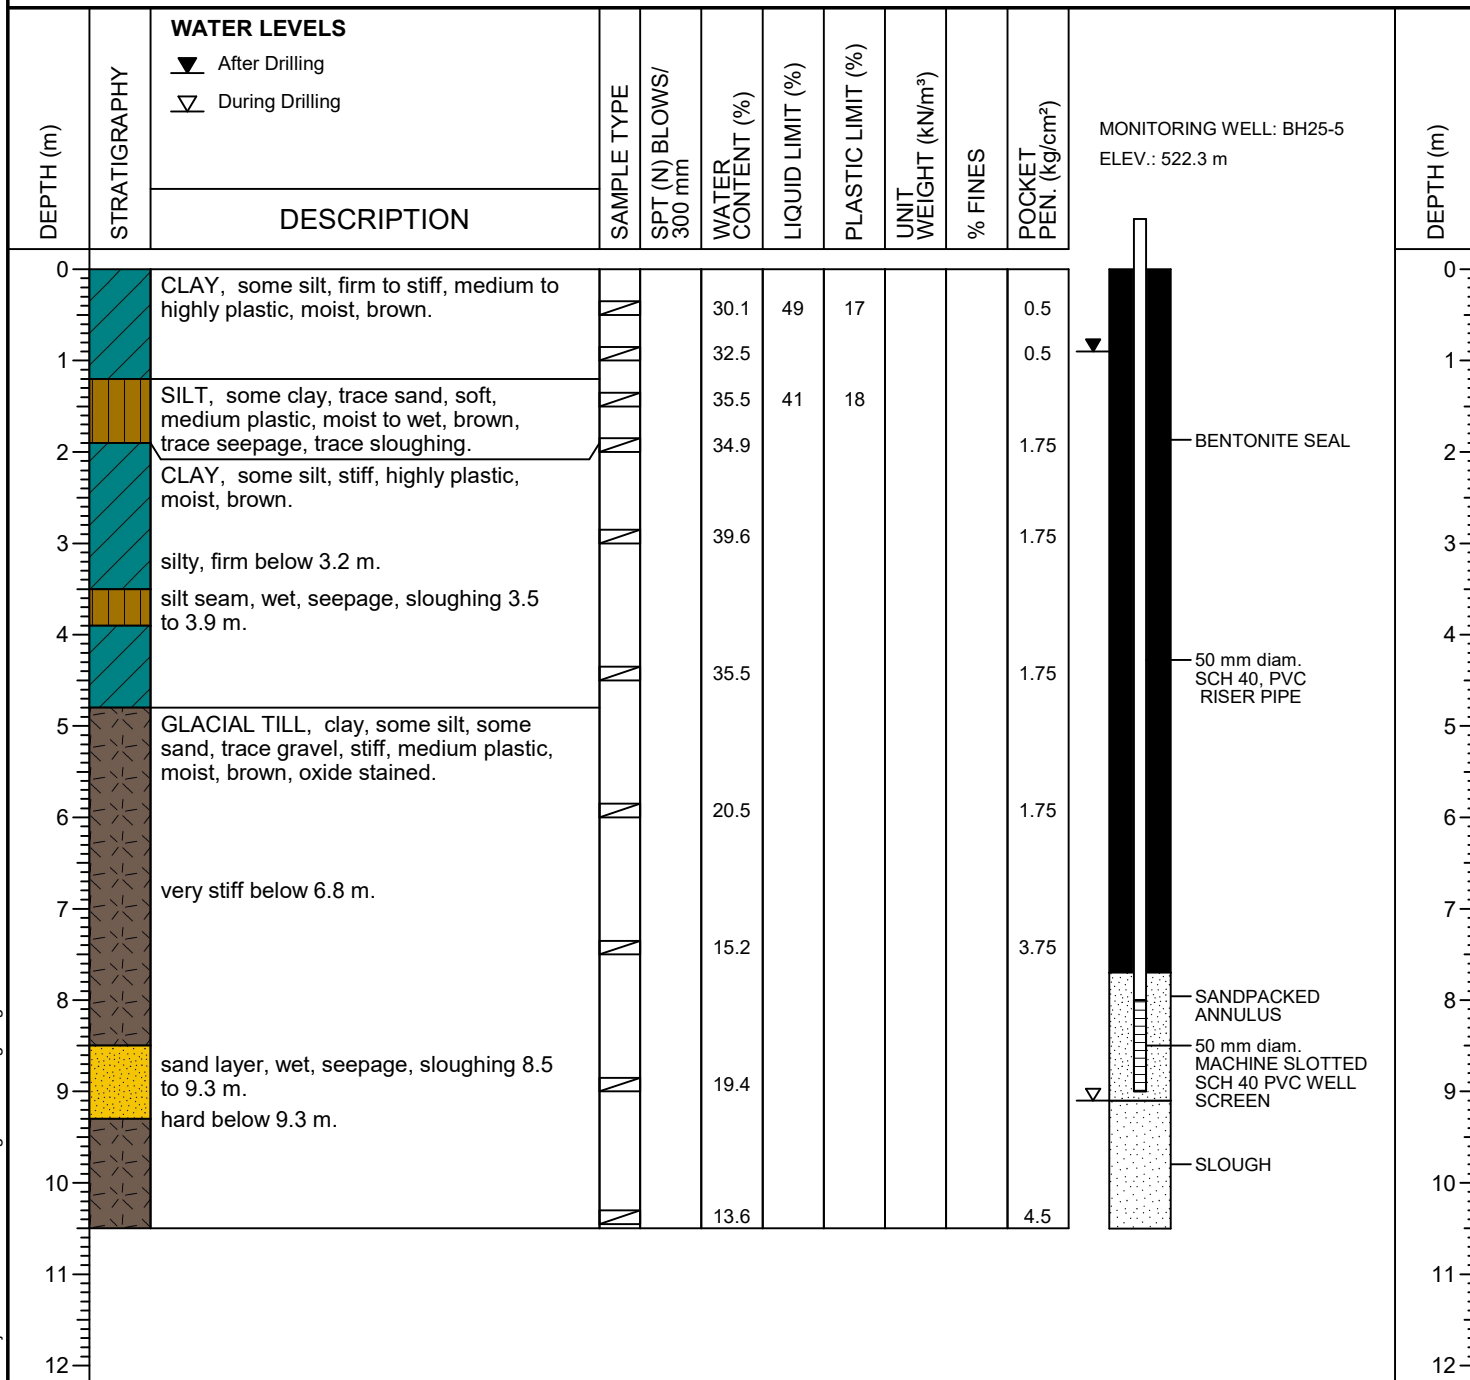 WATER LEVELS
After Drilling
During Drilling
DEPTH (m)
STRATIGRAPHY
DESCRIPTION
SAMPLE TYPE
SPT (N) BLOWS/
300 mm
WATER
CONTENT (%)
LIQUID LIMIT (%)
PLASTIC LIMIT (%)
UNIT
WEIGHT (kN/m³)
% FINES
POCKET
PEN. (kg/cm²)
MONITORING WELL: BH25-5
ELEV.: 522.3 m
DEPTH (m)
0
CLAY, some silt, firm to stiff, medium to
highly plastic, moist, brown.
30.1 49 17 0.5
32.5 0.5
1
SILT, some clay, trace sand, soft,
medium plastic, moist to wet, brown,
trace seepage, trace sloughing.
35.5 41 18
34.9 1.75
BENTONITE SEAL
2
CLAY, some silt, stiff, highly plastic,
moist, brown.
39.6 1.75
3
silty, firm below 3.2 m.
silt seam, wet, seepage, sloughing 3.5
to 3.9 m.
4
35.5 1.75
50 mm diam.
SCH 40, PVC
RISER PIPE
5
GLACIAL TILL, clay, some silt, some
sand, trace gravel, stiff, medium plastic,
moist, brown, oxide stained.
20.5 1.75
6
very stiff below 6.8 m.
7
15.2 3.75
8
SANDPACKED
ANNULUS
50 mm diam.
MACHINE SLOTTED
SCH 40 PVC WELL
SCREEN
sand layer, wet, seepage, sloughing 8.5
to 9.3 m.
19.4
9
hard below 9.3 m.
SLOUGH
10
13.6 4.5
11
12
0
1
2
3
4
5
6
7
8
9
10
11
12